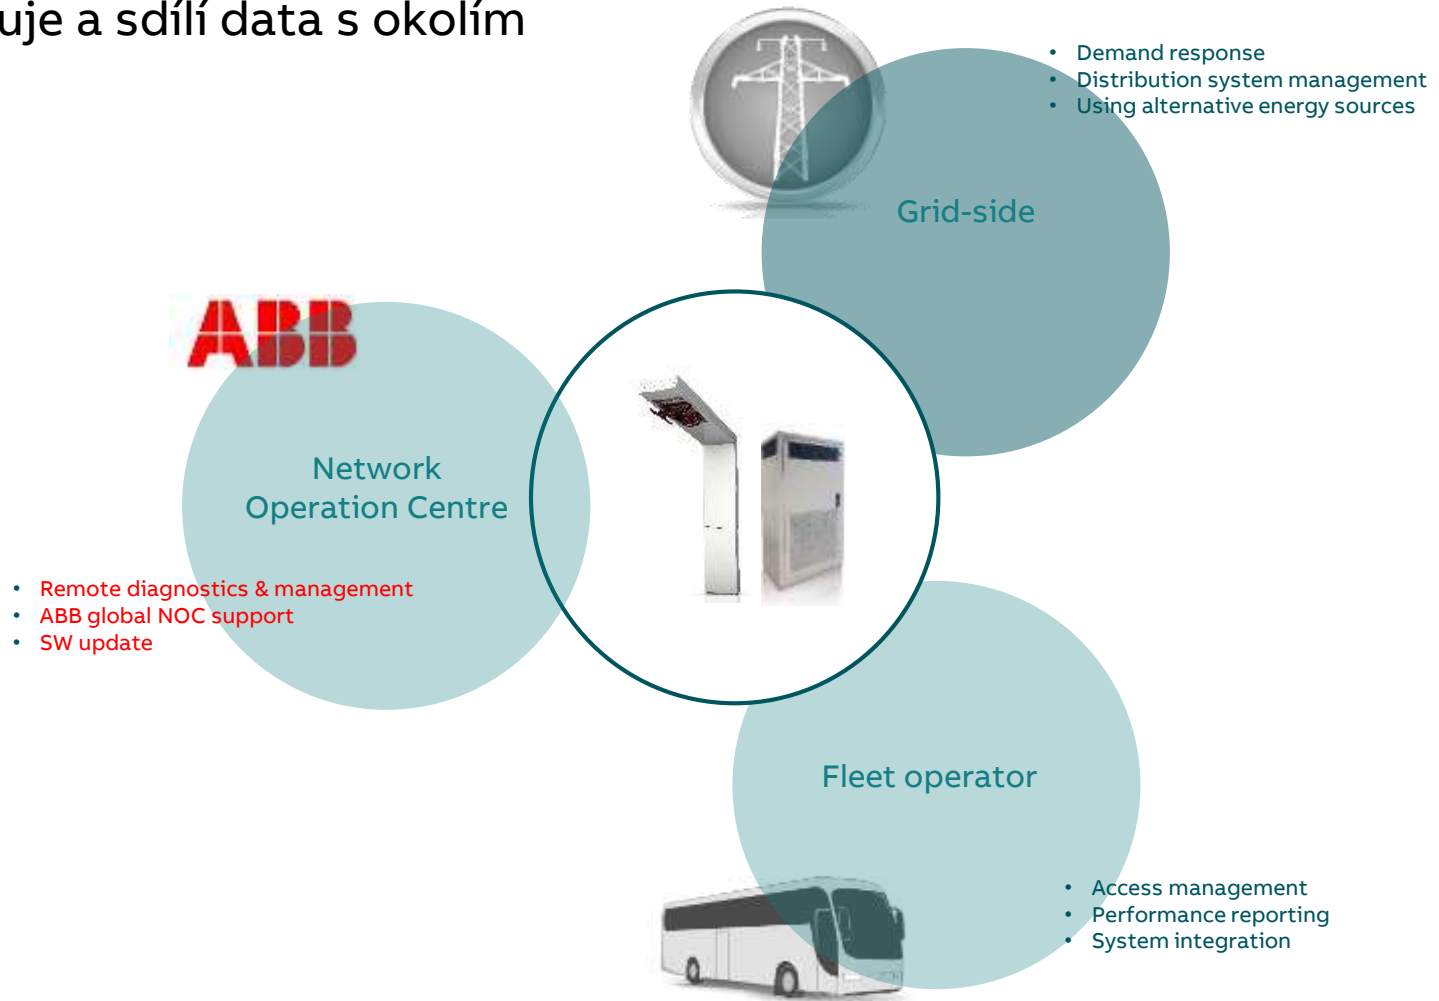 uje a sdílí data s okolím
• Demand response
• Distribution system management
• Using alternative energy sources
Grid-side
ABB
Network
Operation Centre
• Remote diagnostics & management
• ABB global NOC support
• SW update
Fleet operator
• Access management
• Performance reporting
• System integration